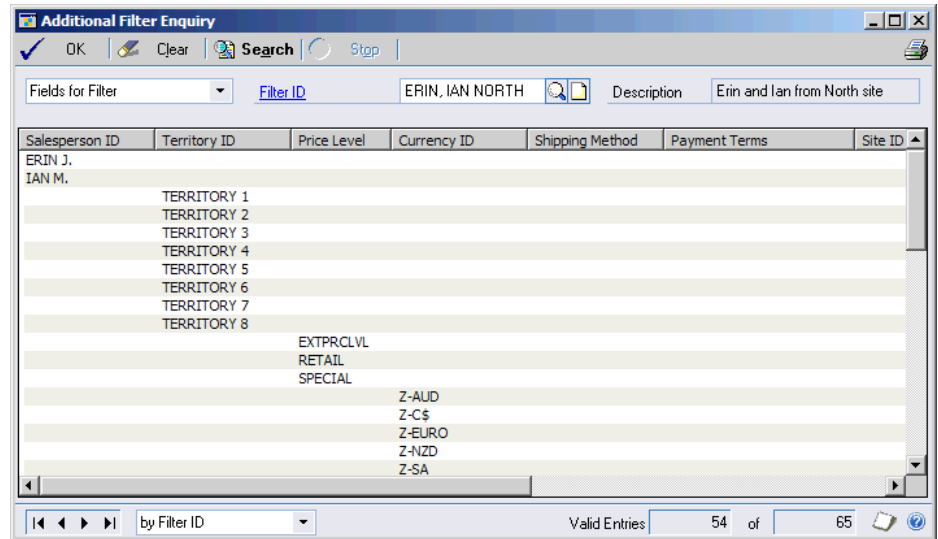 Additional Filter Enquiry
OK Clear Search Stop
Fields for Filter Filter ID ERIN, IAN NORTH Description Erin and Ian from North site
Salesperson ID Territory ID Price Level Currency ID Shipping Method Payment Terms Site ID
ERIN J.
IAN M.
TERRITORY 1
TERRITORY 2
TERRITORY 3
TERRITORY 4
TERRITORY 5
TERRITORY 6
TERRITORY 7
TERRITORY 8
EXTPRCLVL
RETAIL
SPECIAL
Z-AUD
Z-C$
Z-EURO
Z-NZD
Z-SA
by Filter ID Valid Entries 54 of 65